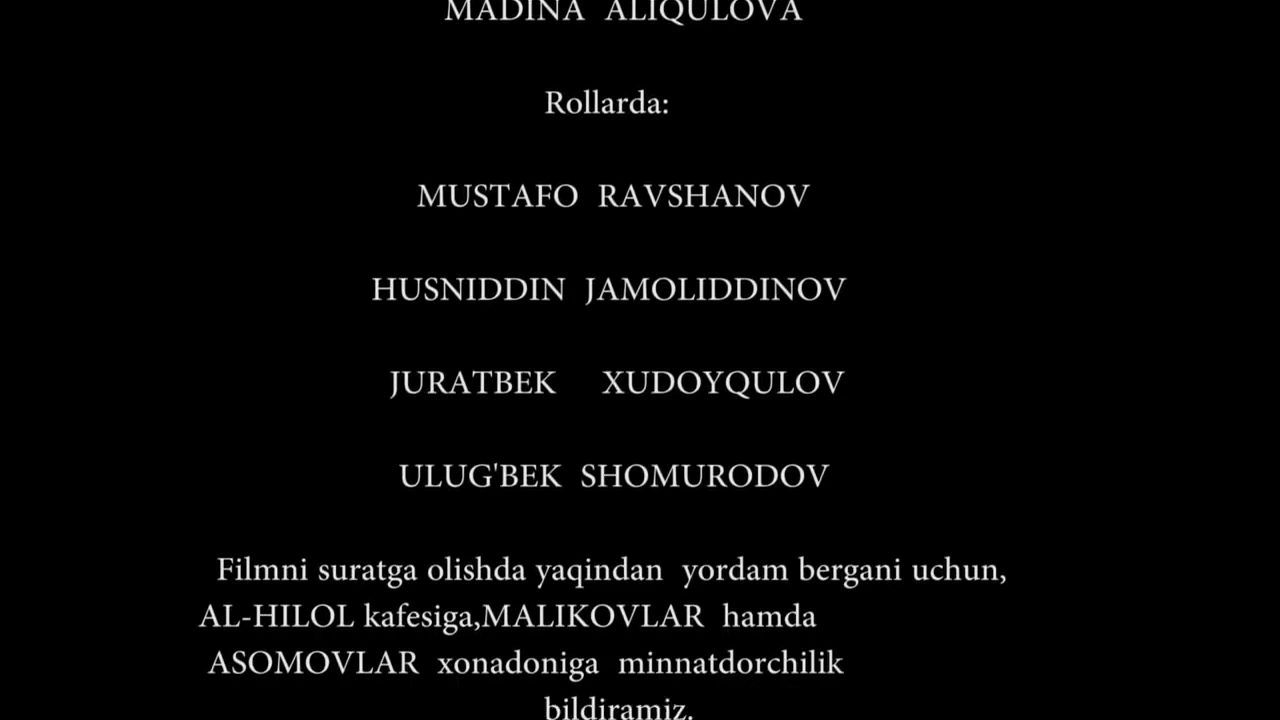 MADINA ALIQULOVA
Rollarda:
MUSTAFO RAVSHANOV
HUSNIDDIN JAMOLIDDINOV
JURATBEK XUDOYQULOV
ULUG'BEK SHOMURODOV
Filmni suratga olishda yaqindan yordam bergani uchun,
AL-HILOL kafesiga,MALIKOVLAR hamda
ASOMOVLAR xonadoniga minnatdorchilik
bildiramiz.